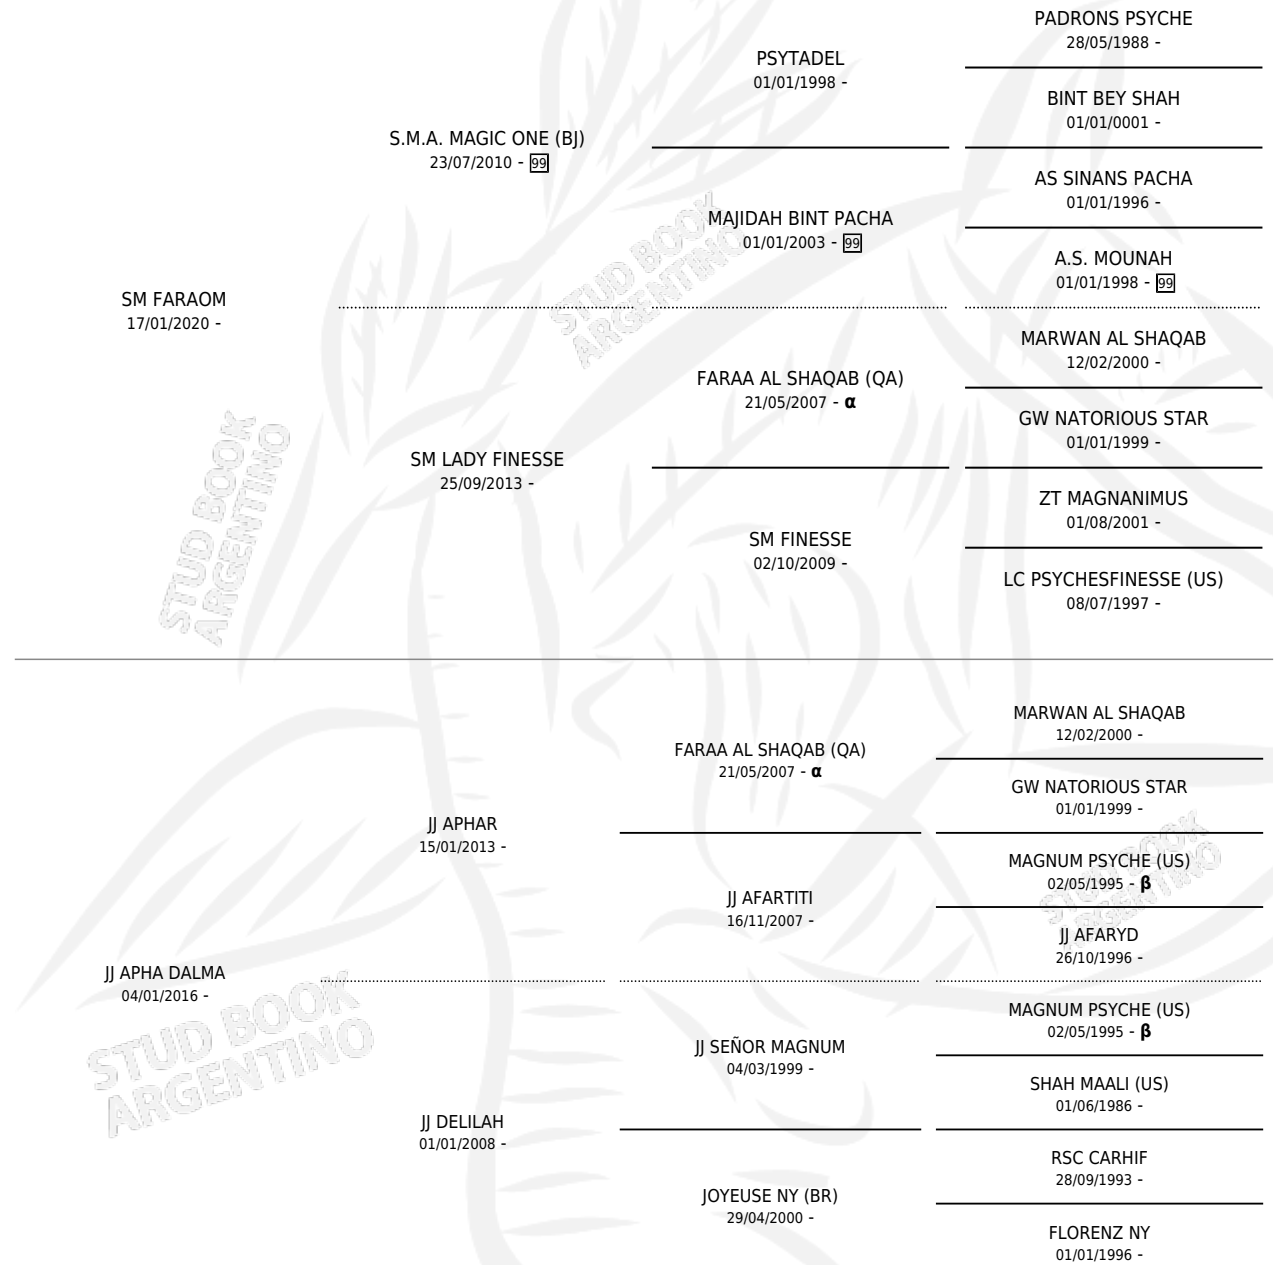 SM FARAOM
17/01/2020 -
S.M.A. MAGIC ONE (BJ)
23/07/2010 - 99
PSYTADEL
01/01/1998 -
PADRONS PSYCHE
28/05/1988 -
BINT BEY SHAH
01/01/0001 -
MAJIDAH BINT PACHA
01/01/2003 - 99
AS SINANS PACHA
01/01/1996 -
A.S. MOUNAH
01/01/1998 - 99
SM LADY FINESSE
25/09/2013 -
FARAA AL SHAQAB (QA)
21/05/2007 - α
MARWAN AL SHAQAB
12/02/2000 -
GW NATORIOUS STAR
01/01/1999 -
SM FINESSE
02/10/2009 -
ZT MAGNANIMUS
01/08/2001 -
LC PSYCHESFINESSE (US)
08/07/1997 -
STUD BOOK
ARGENTINO
STUD BOOK
ARGENTINO
JJ APHA DALMA
04/01/2016 -
JJ APHAR
15/01/2013 -
FARAA AL SHAQAB (QA)
21/05/2007 - α
MARWAN AL SHAQAB
12/02/2000 -
GW NATORIOUS STAR
01/01/1999 -
JJ AFARTITI
16/11/2007 -
MAGNUM PSYCHE (US)
02/05/1995 - β
JJ AFARYD
26/10/1996 -
JJ DELILAH
01/01/2008 -
JJ SEÑOR MAGNUM
04/03/1999 -
MAGNUM PSYCHE (US)
02/05/1995 - β
SHAH MAALI (US)
01/06/1986 -
JOYEUSE NY (BR)
29/04/2000 -
RSC CARHIF
28/09/1993 -
FLORENZ NY
01/01/1996 -
STUD BOOK
ARGENTINO
STUD BOOK
ARGENTINO